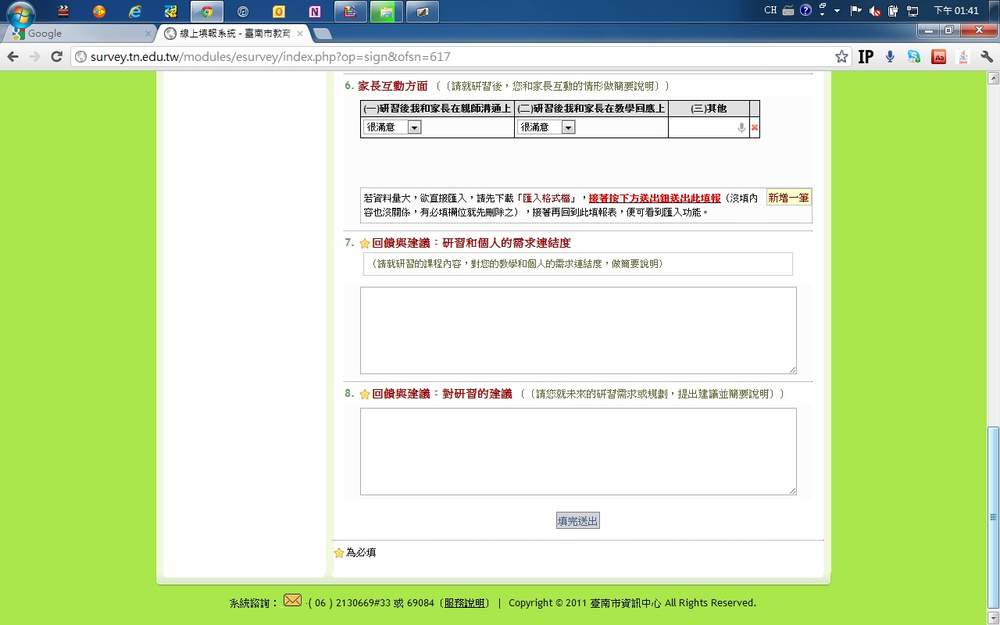 CH
下午 01:41
Google
線上填報系統 - 臺南市教育
survey.tn.edu.tw/modules/esurvey/index.php?op=sign&ofsn=617
IP
6. 家長互動方面 （（請就研習後，您和家長互動的情形做簡要說明））
(一)研習後我和家長在親師溝通上 (二)研習後我和家長在教學回應上 (三)其他
很滿意 很滿意
若資料量大，欲直接匯入，請先下載「匯入格式檔」，接著按下方送出鈕送出此填報（沒填內
容也沒關係，有必填欄位就先刪除之），接著再回到此填報表，便可看到匯入功能。
新增一筆
7. 回饋與建議：研習和個人的需求連結度
（請就研習的課程內容，對您的教學和個人的需求連結度，做簡要說明）
8. 回饋與建議：對研習的建議 （（請您就未來的研習需求或規劃，提出建議並簡要說明））
填完送出
為必填
系統諮詢： ·( 06 ) 2130669#33 或 69084（服務說明） | Copyright © 2011 臺南市資訊中心 All Rights Reserved.